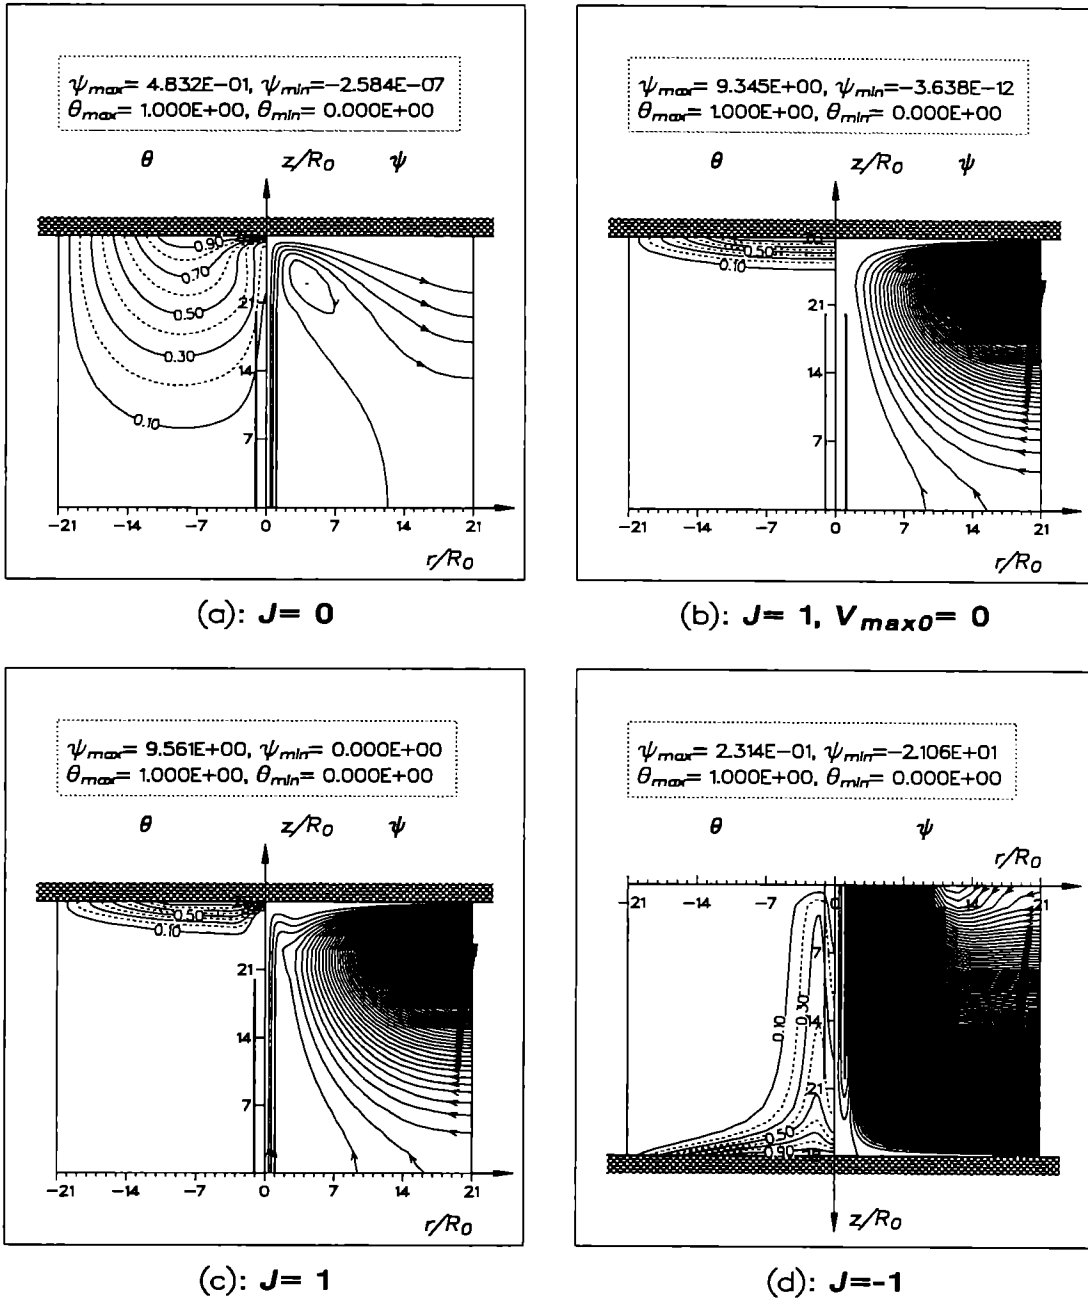 ψmax= 4.832E−01, ψmin=−2.584E−07
θmax= 1.000E+00, θmin= 0.000E+00
θ z/R0 ψ
0.90
0.70
0.50
0.30
0.10
21
14
7
−21 −14 −7 0 7 14 21
r/R0
(a): J= 0
ψmax= 9.345E+00, ψmin=−3.638E−12
θmax= 1.000E+00, θmin= 0.000E+00
θ z/R0 ψ
0.50
0.10
21
14
7
−21 −14 −7 0 7 14 21
r/R0
(b): J= 1, Vmax0= 0
ψmax= 9.561E+00, ψmin= 0.000E+00
θmax= 1.000E+00, θmin= 0.000E+00
θ z/R0 ψ
0.50
0.10
21
14
7
−21 −14 −7 0 7 14 21
r/R0
(c): J= 1
ψmax= 2.314E−01, ψmin=−2.106E+01
θmax= 1.000E+00, θmin= 0.000E+00
θ ψ
r/R0
−21 −14 −7 0 14 21
7
0.10
0.30
14
21
0.50
0.90
z/R0
(d): J=-1